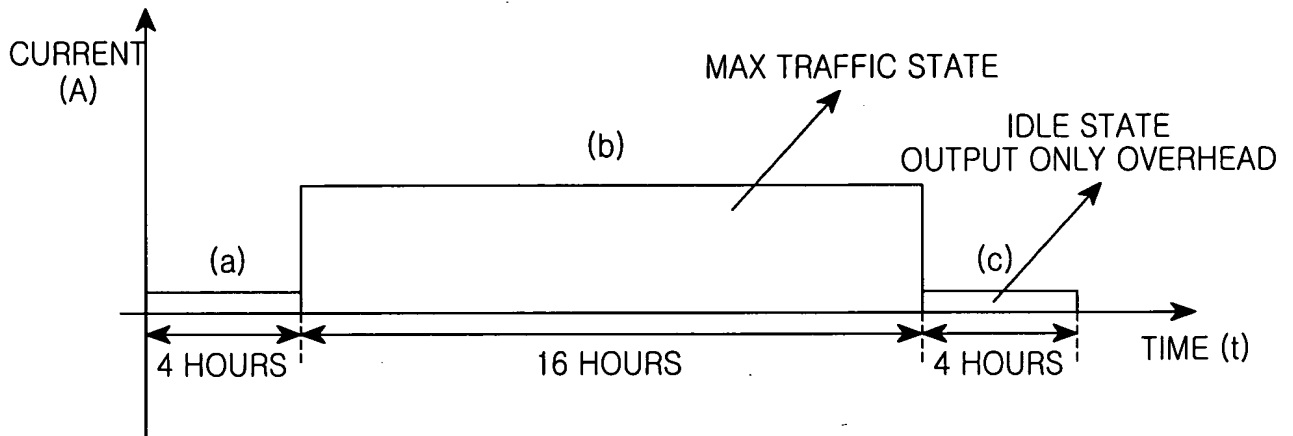 CURRENT
(A)
MAX TRAFFIC STATE
IDLE STATE
OUTPUT ONLY OVERHEAD
(b)
(a)
(c)
4 HOURS
16 HOURS
4 HOURS
TIME (t)